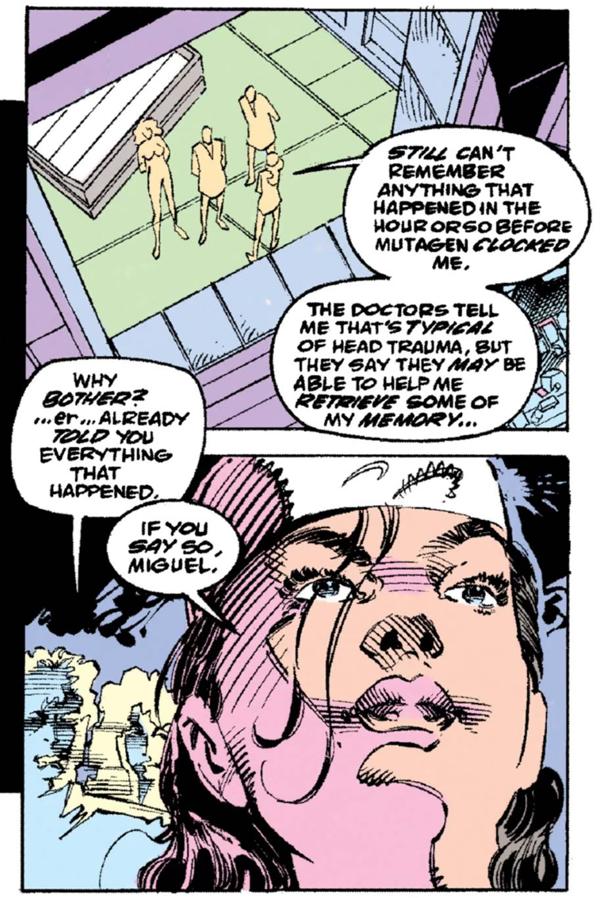 STILL CAN'T
REMEMBER
ANYTHING THAT
HAPPENED IN THE
HOUR OR SO BEFORE
MUTAGEN CLOCKED
ME.
THE DOCTORS TELL
ME THAT'S TYPICAL
OF HEAD TRAUMA, BUT
THEY SAY THEY MAY BE
ABLE TO HELP ME
RETRIEVE SOME OF
MY MEMORY...
WHY
BOTHER?
...er... ALREADY
TOLD YOU
EVERYTHING
THAT
HAPPENED.
IF YOU
SAY SO,
MIGUEL.